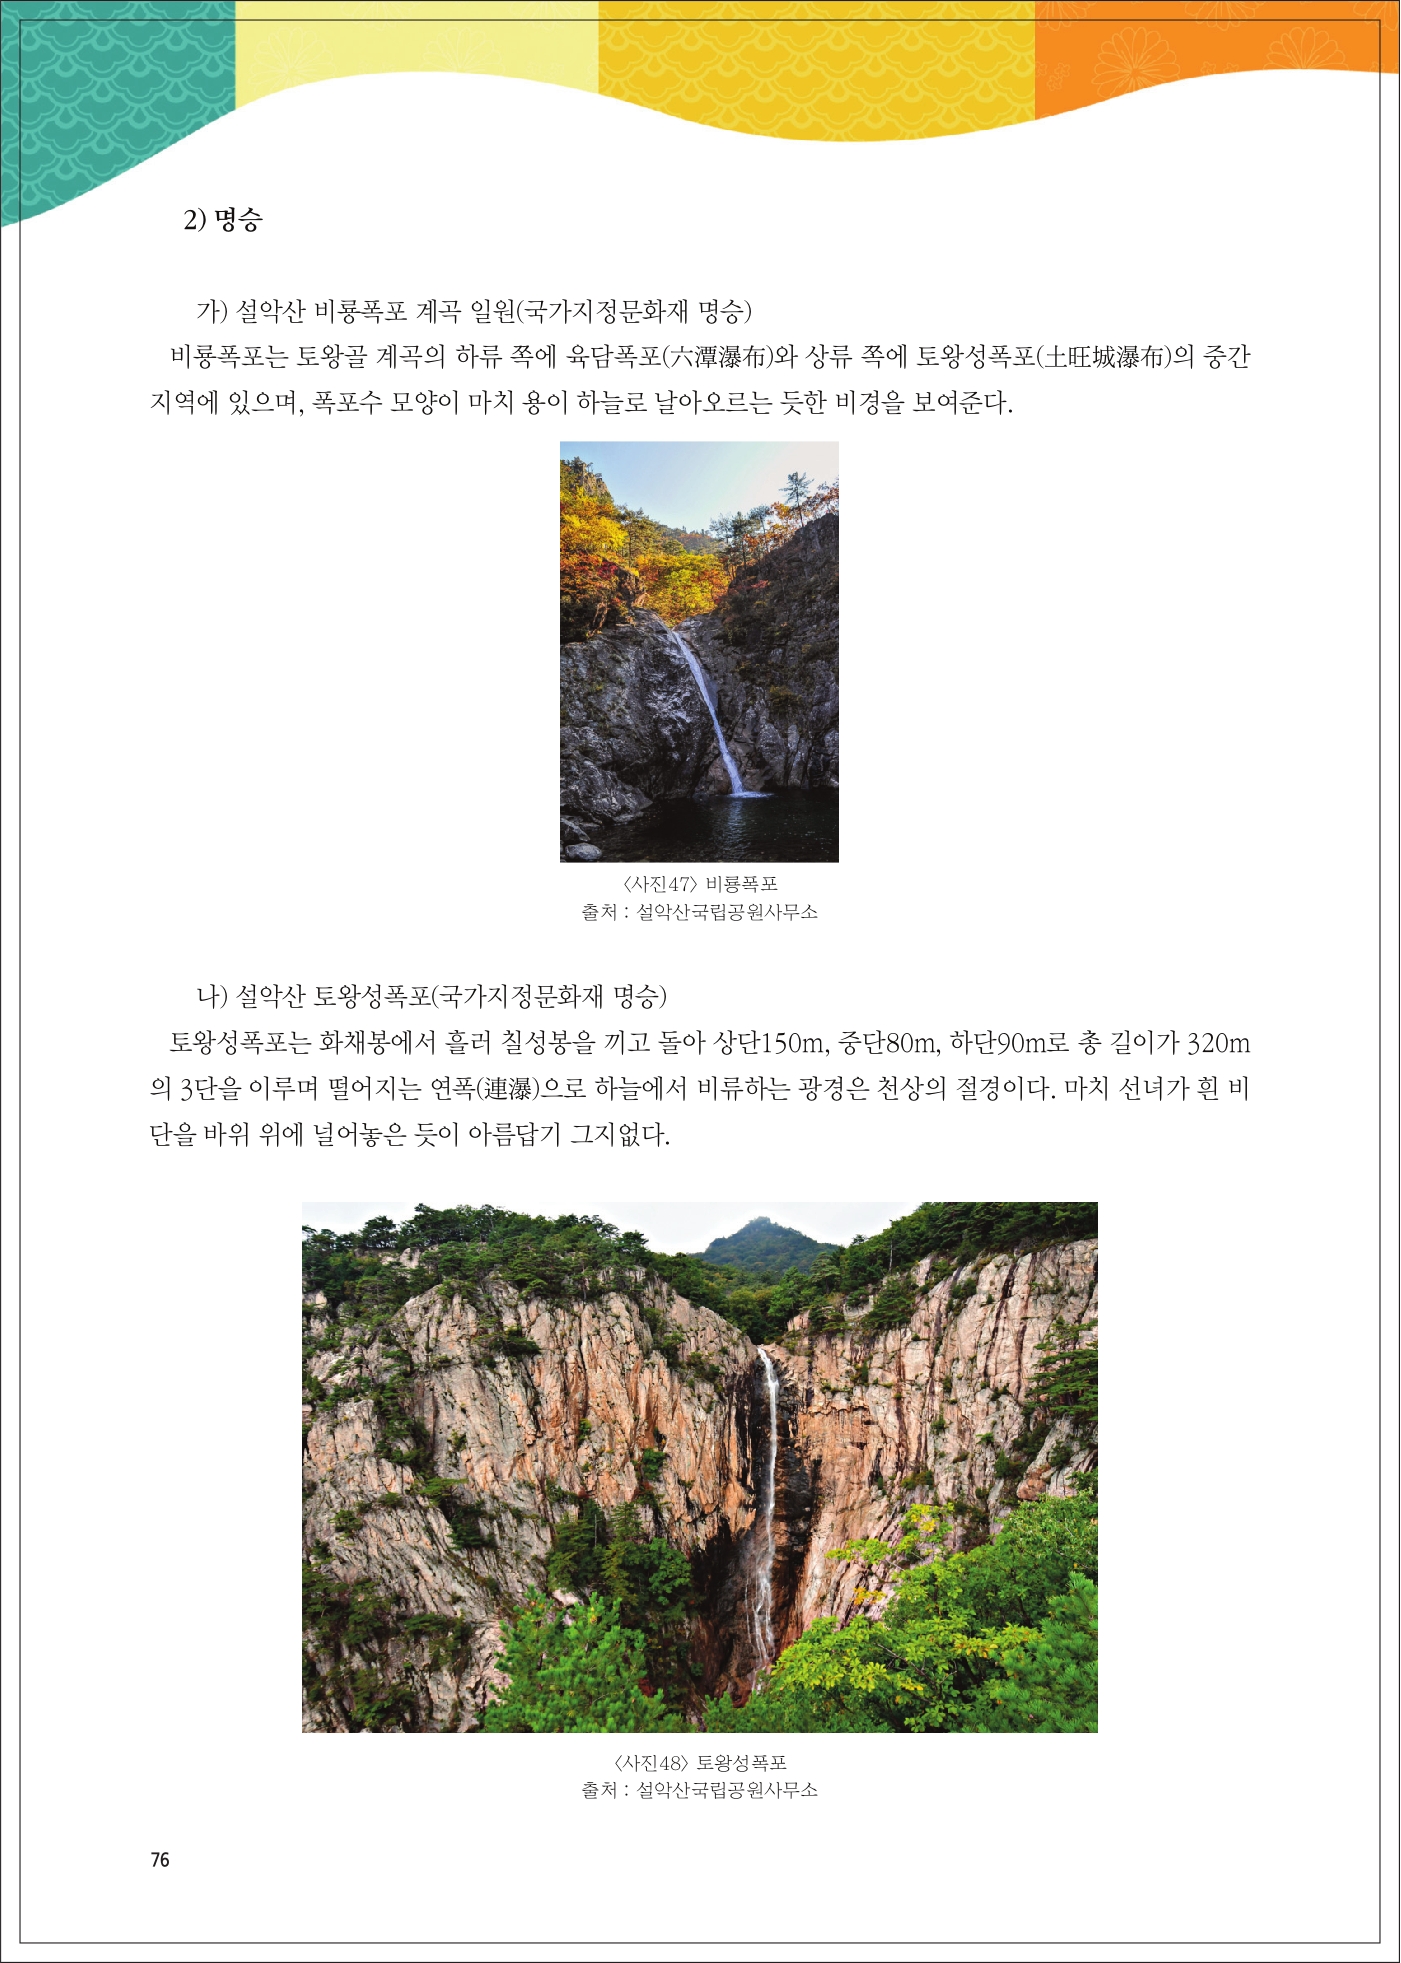 2) 명승
가) 설악산 비룡폭포 계곡 일원(국가지정문화재 명승)
비룡폭포는 토왕골 계곡의 하류 쪽에 육담폭포(六潭瀑布)와 상류 쪽에 토왕성폭포(土旺城瀑布)의 중간
지역에 있으며, 폭포수 모양이 마치 용이 하늘로 날아오르는 듯한 비경을 보여준다.
〈사진47〉 비룡폭포
출처 : 설악산국립공원사무소
나) 설악산 토왕성폭포(국가지정문화재 명승)
토왕성폭포는 화채봉에서 흘러 칠성봉을 끼고 돌아 상단150m, 중단80m, 하단90m로 총 길이가 320m
의 3단을 이루며 떨어지는 연폭(連瀑)으로 하늘에서 비류하는 광경은 천상의 절경이다. 마치 선녀가 흰 비
단을 바위 위에 널어놓은 듯이 아름답기 그지없다.
〈사진48〉 토왕성폭포
출처 : 설악산국립공원사무소
76